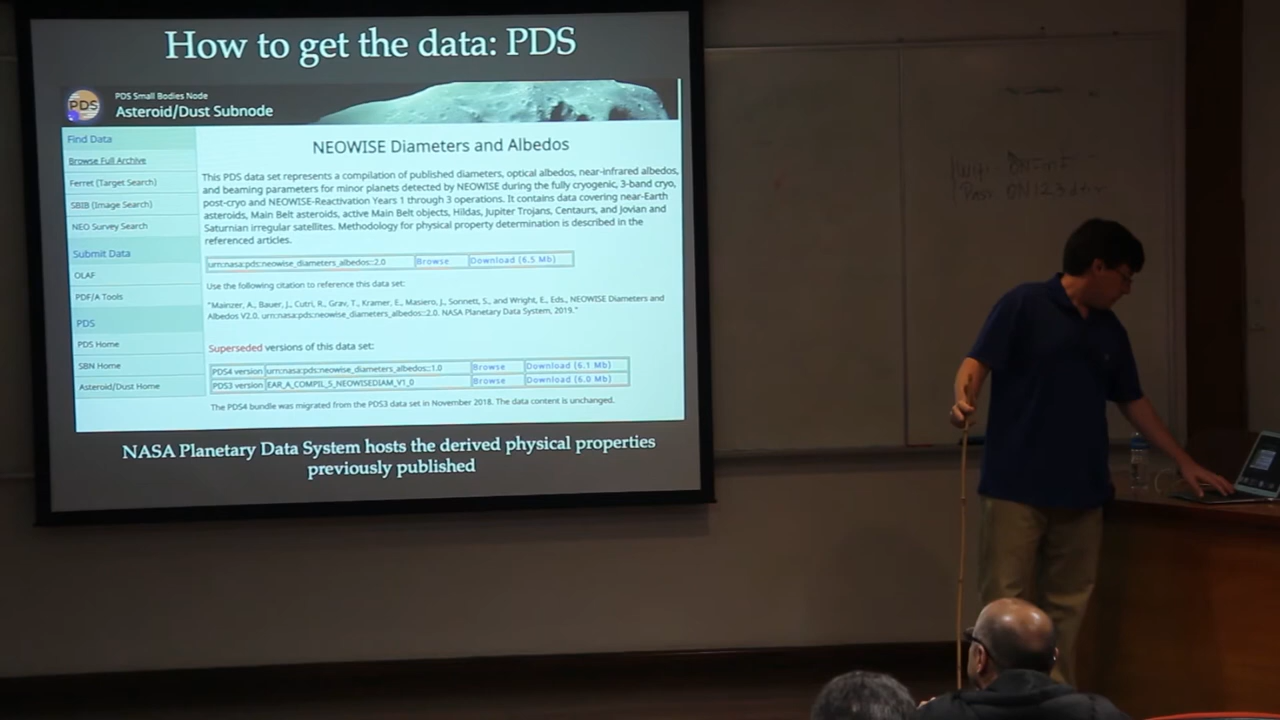 How to get the data: PDS
PDS
PDS Small Bodies Node
Asteroid/Dust Subnode
Find Data
Browse Full Archive
Ferret (Target Search)
SBIB (Image Search)
NEO Survey Search
Submit Data
OLAF
PDF/A Tools
PDS
PDS Home
SBN Home
Asteroid/Dust Home
NEOWISE Diameters and Albedos
This PDS data set represents a compilation of published diameters, optical albedos, near-infrared albedos,
and beaming parameters for minor planets detected by NEOWISE during the fully cryogenic, 3-band cryo,
post-cryo and NEOWISE-Reactivation Years 1 through 3 operations. It contains data covering near-Earth
asteroids, Main Belt asteroids, active Main Belt objects, Hildas, Jupiter Trojans, Centaurs, and Jovian and
Saturnian irregular satellites. Methodology for physical property determination is described in the
referenced articles.
urn:nasa:pds:neowise_diameters_albedos::2.0 Browse Download (6.5 Mb)
Use the following citation to reference this data set:
"Mainzer, A., Bauer, J., Cutri, R., Grav, T., Kramer, E., Masiero, J., Sonnett, S., and Wright, E., Eds., NEOWISE Diameters and
Albedos V2.0. urn:nasa:pds:neowise_diameters_albedos::2.0. NASA Planetary Data System, 2019."
Superseded versions of this data set:
PDS4 version urn:nasa:pds:neowise_diameters_albedos::1.0 Browse Download (6.1 Mb)
PDS3 version EAR_A_COMPIL_5_NEOWISEDIAM_V1_0 Browse Download (6.0 Mb)
The PDS4 bundle was migrated from the PDS3 data set in November 2018. The data content is unchanged.
NASA Planetary Data System hosts the derived physical properties
previously published